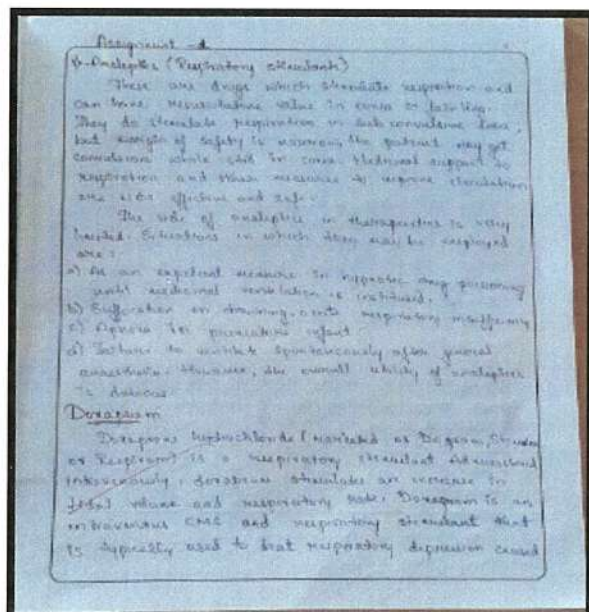 Assignment -1
Analeptics (Respiratory stimulants)
These are drugs which stimulate respiration and
can have resuscitative value in coma or fainting.
They do stimulate respiration in subconvulsive doses,
but margin of safety is narrow, the patient may get
convulsion while still in coma. Mechanical support to
respiration and other measures to improve circulation
are more effective and safe.
The role of analeptics in therapeutics is very
limited. Situations in which they may be employed
are:
a) As an expedient measure in hypnotic drug poisoning
until mechanical ventilation is instituted.
b) Suffocation on drowning, acute respiratory insufficiency
c) Apnoea in premature infant
d) Failure to ventilate spontaneously after general
anaesthesia. However, the overall utility of analeptics
is dubious.
Doxapram
Doxapram hydrochloride (marketed as Dopram,
or Respiram) is a respiratory stimulant. Administered
intravenously, doxapram stimulates an increase in
tidal volume and respiratory rate. Doxapram is an
intravenous CNS and respiratory stimulant that
is typically used to treat respiratory depression caused